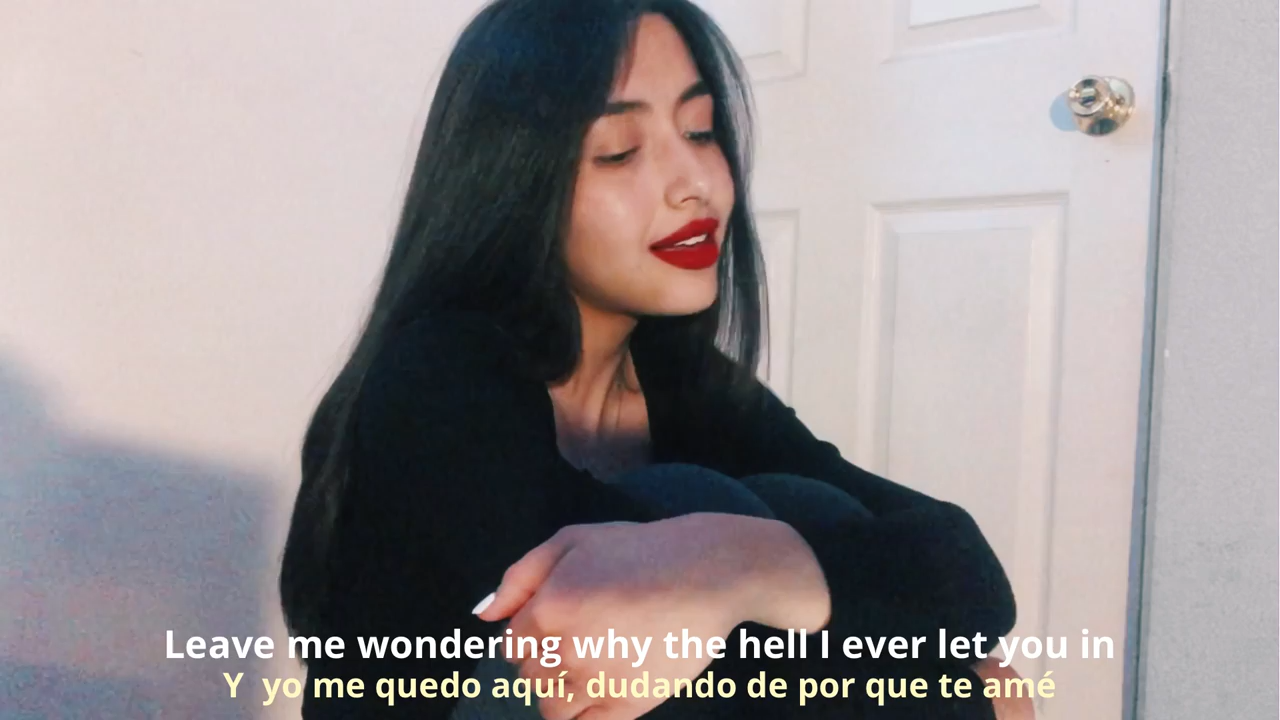 Leave me wondering why the hell I ever let you in
Y  yo me quedo aquí, dudando de por que te amé